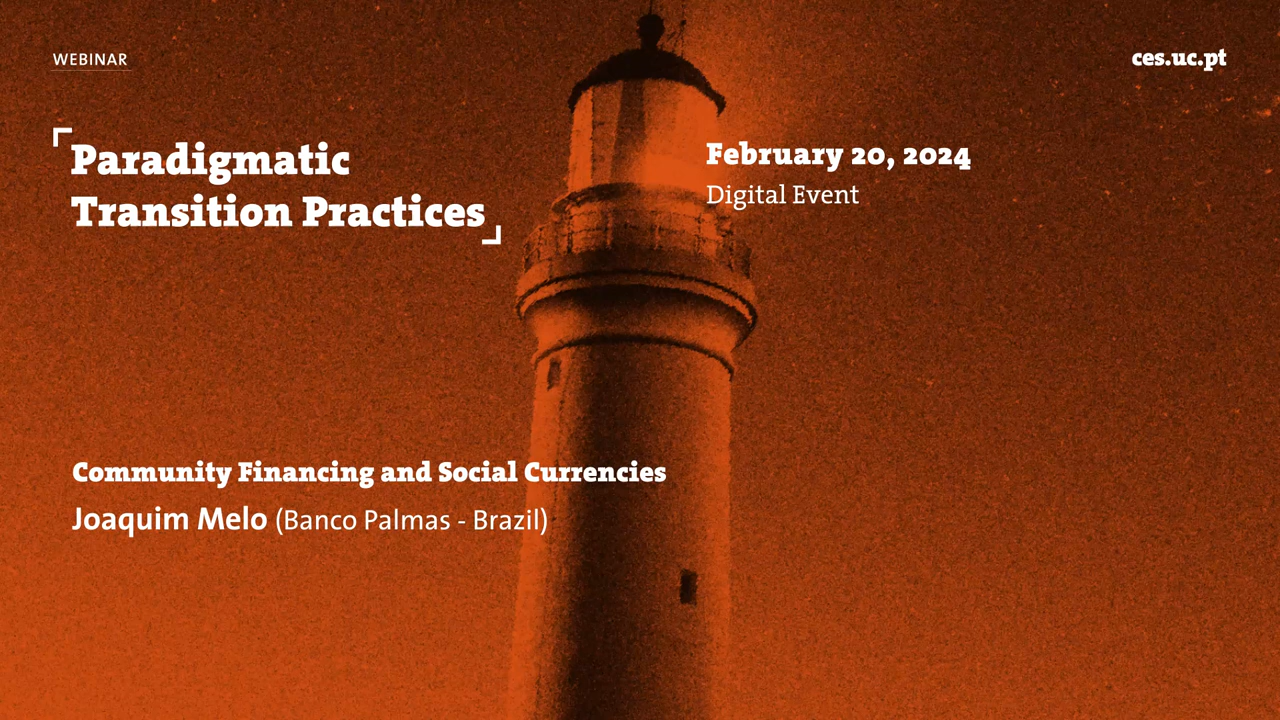 WEBINAR
ces.uc.pt
Paradigmatic
Transition Practices
February 20, 2024
Digital Event
Community Financing and Social Currencies
Joaquim Melo (Banco Palmas - Brazil)